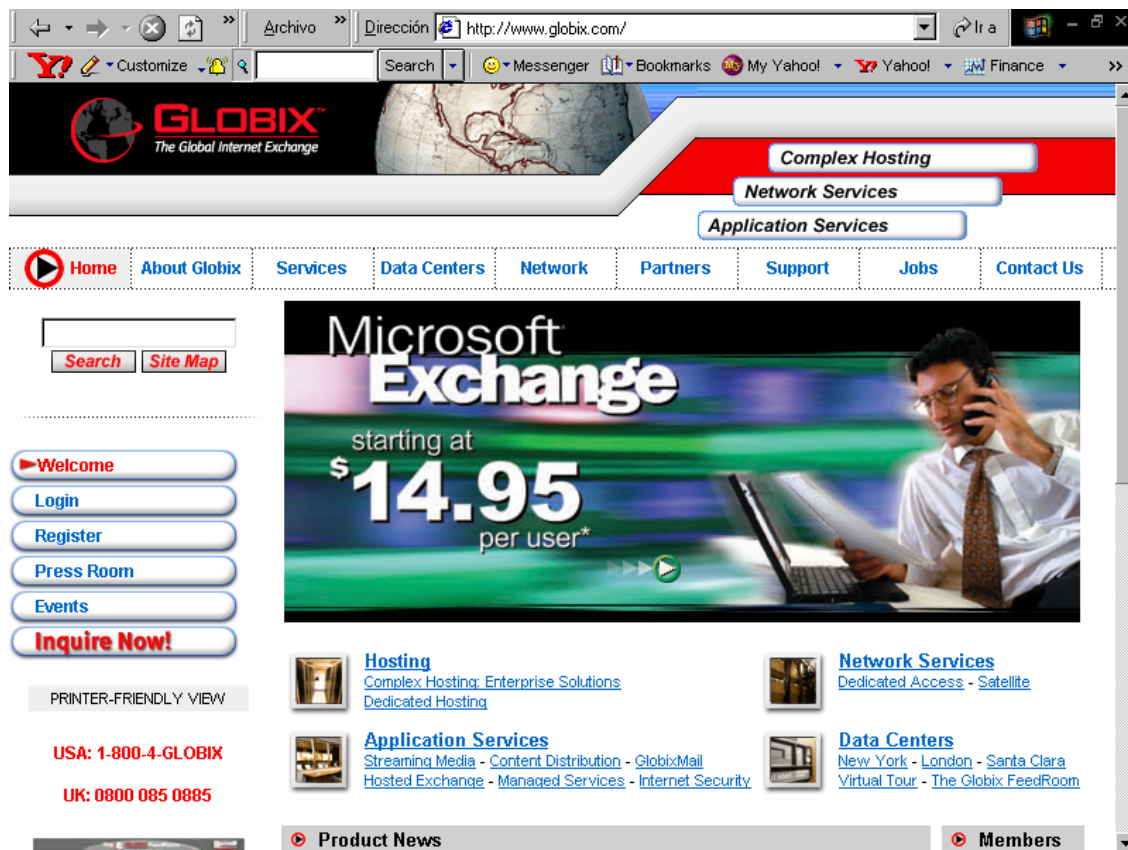 » Archivo » Dirección http://www.globix.com/ Ir a
Y! Customize Search Messenger Bookmarks My Yahoo! Yahoo! Finance »
GLOBIX™
The Global Internet Exchange
Complex Hosting
Network Services
Application Services
Home About Globix Services Data Centers Network Partners Support Jobs Contact Us
Search Site Map
Microsoft
Exchange
starting at
$14.95
per user*
Welcome
Login
Register
Press Room
Events
Inquire Now!
PRINTER-FRIENDLY VIEW
USA: 1-800-4-GLOBIX
UK: 0800 085 0885
Hosting
Complex Hosting: Enterprise Solutions
Dedicated Hosting
Network Services
Dedicated Access - Satellite
Application Services
Streaming Media - Content Distribution - GlobixMail
Hosted Exchange - Managed Services - Internet Security
Data Centers
New York - London - Santa Clara
Virtual Tour - The Globix FeedRoom
Product News
Members